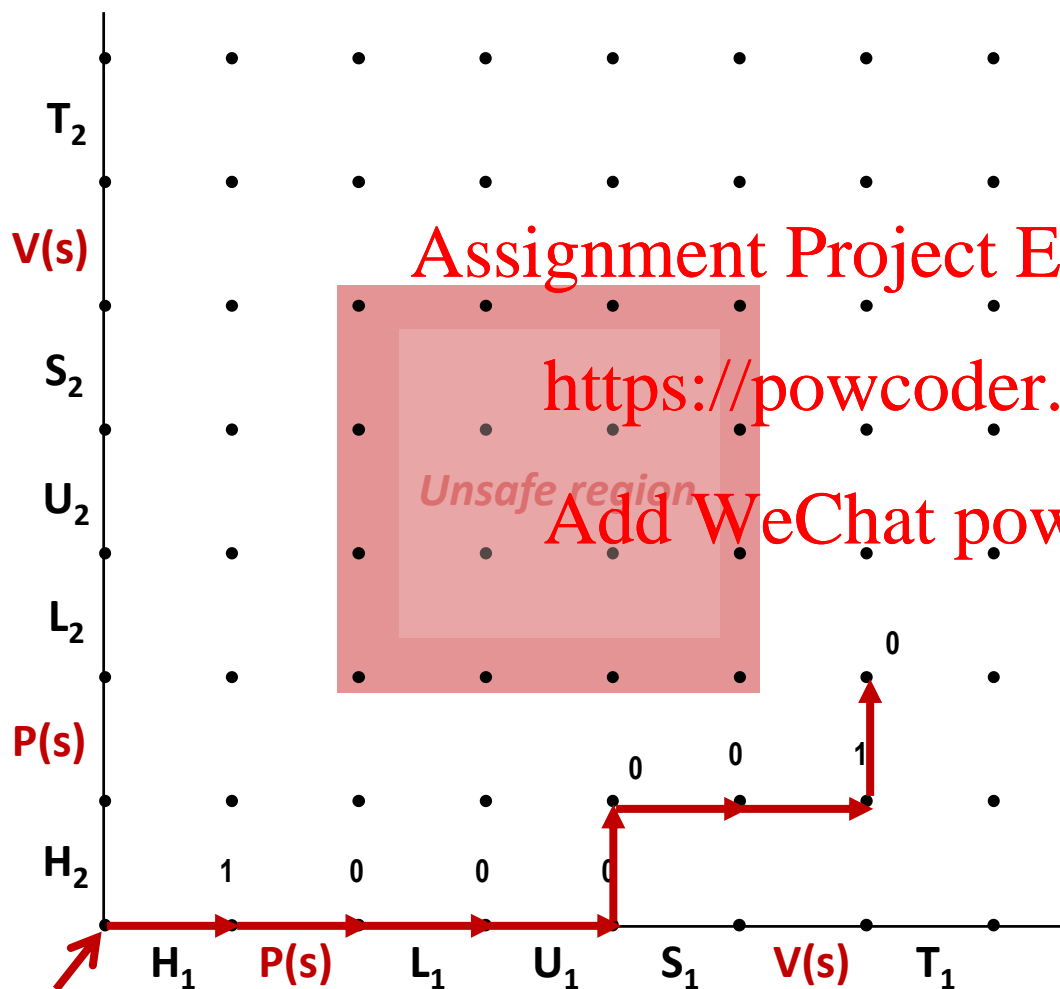 T₂
V(s)
Assignment Project E
S₂
https://powcoder.
U₂
Unsafe region
Add WeChat pow
L₂
0
P(s)
0 0 1
H₂
1 0 0 0
H₁ P(s) L₁ U₁ S₁ V(s) T₁